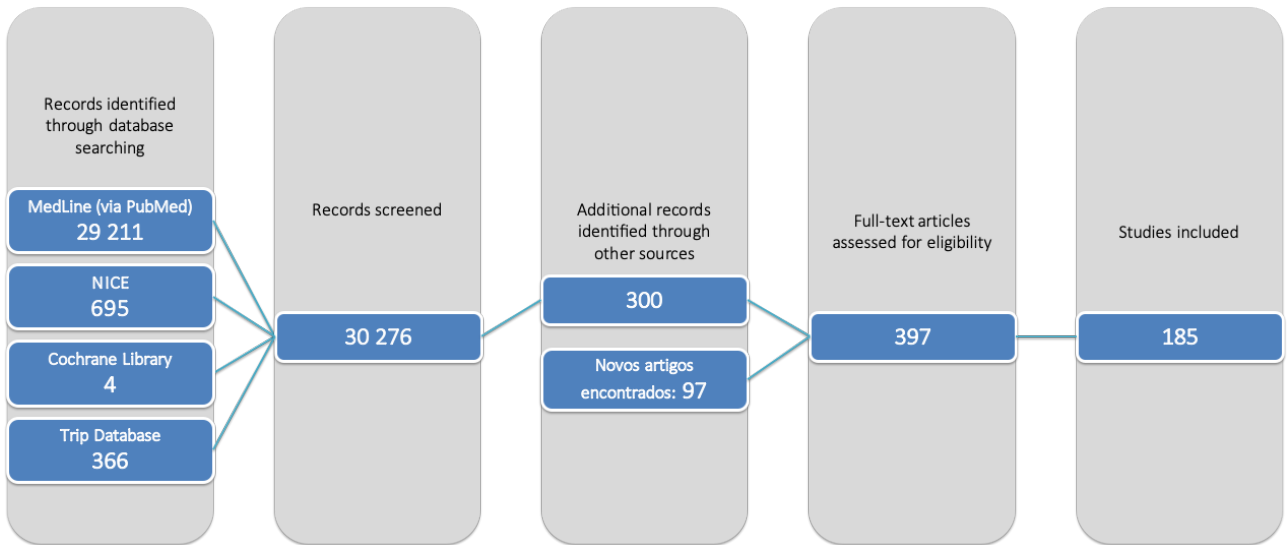 Records identified
through database
searching
MedLine (via PubMed)
29 211
NICE
695
Cochrane Library
4
Trip Database
366
Records screened
30 276
Additional records
identified through
other sources
300
Novos artigos
encontrados: 97
Full-text articles
assessed for eligibility
397
Studies included
185